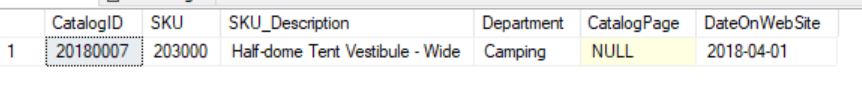 CatalogID SKU SKU_Description Department CatalogPage DateOnWebSite
1 20180007 203000 Half-dome Tent Vestibule - Wide Camping NULL 2018-04-01